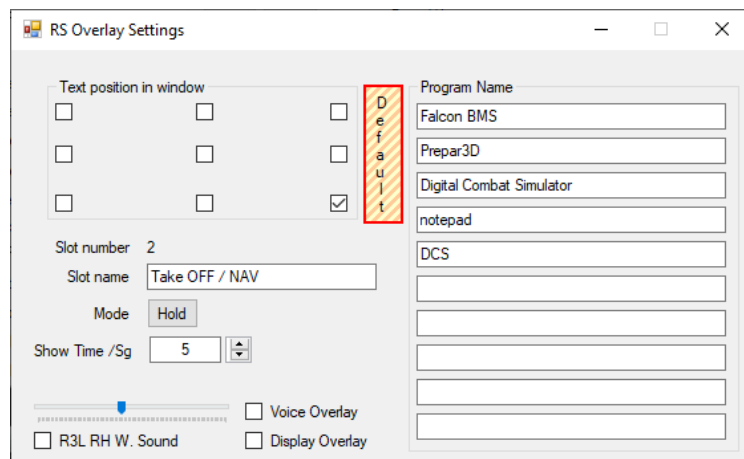 RS Overlay Settings
Text position in window
Default
Program Name
Falcon BMS
Prepar3D
Digital Combat Simulator
notepad
DCS
Slot number 2
Slot name Take OFF / NAV
Mode Hold
Show Time /Sg 5
Voice Overlay
R3L RH W. Sound
Display Overlay